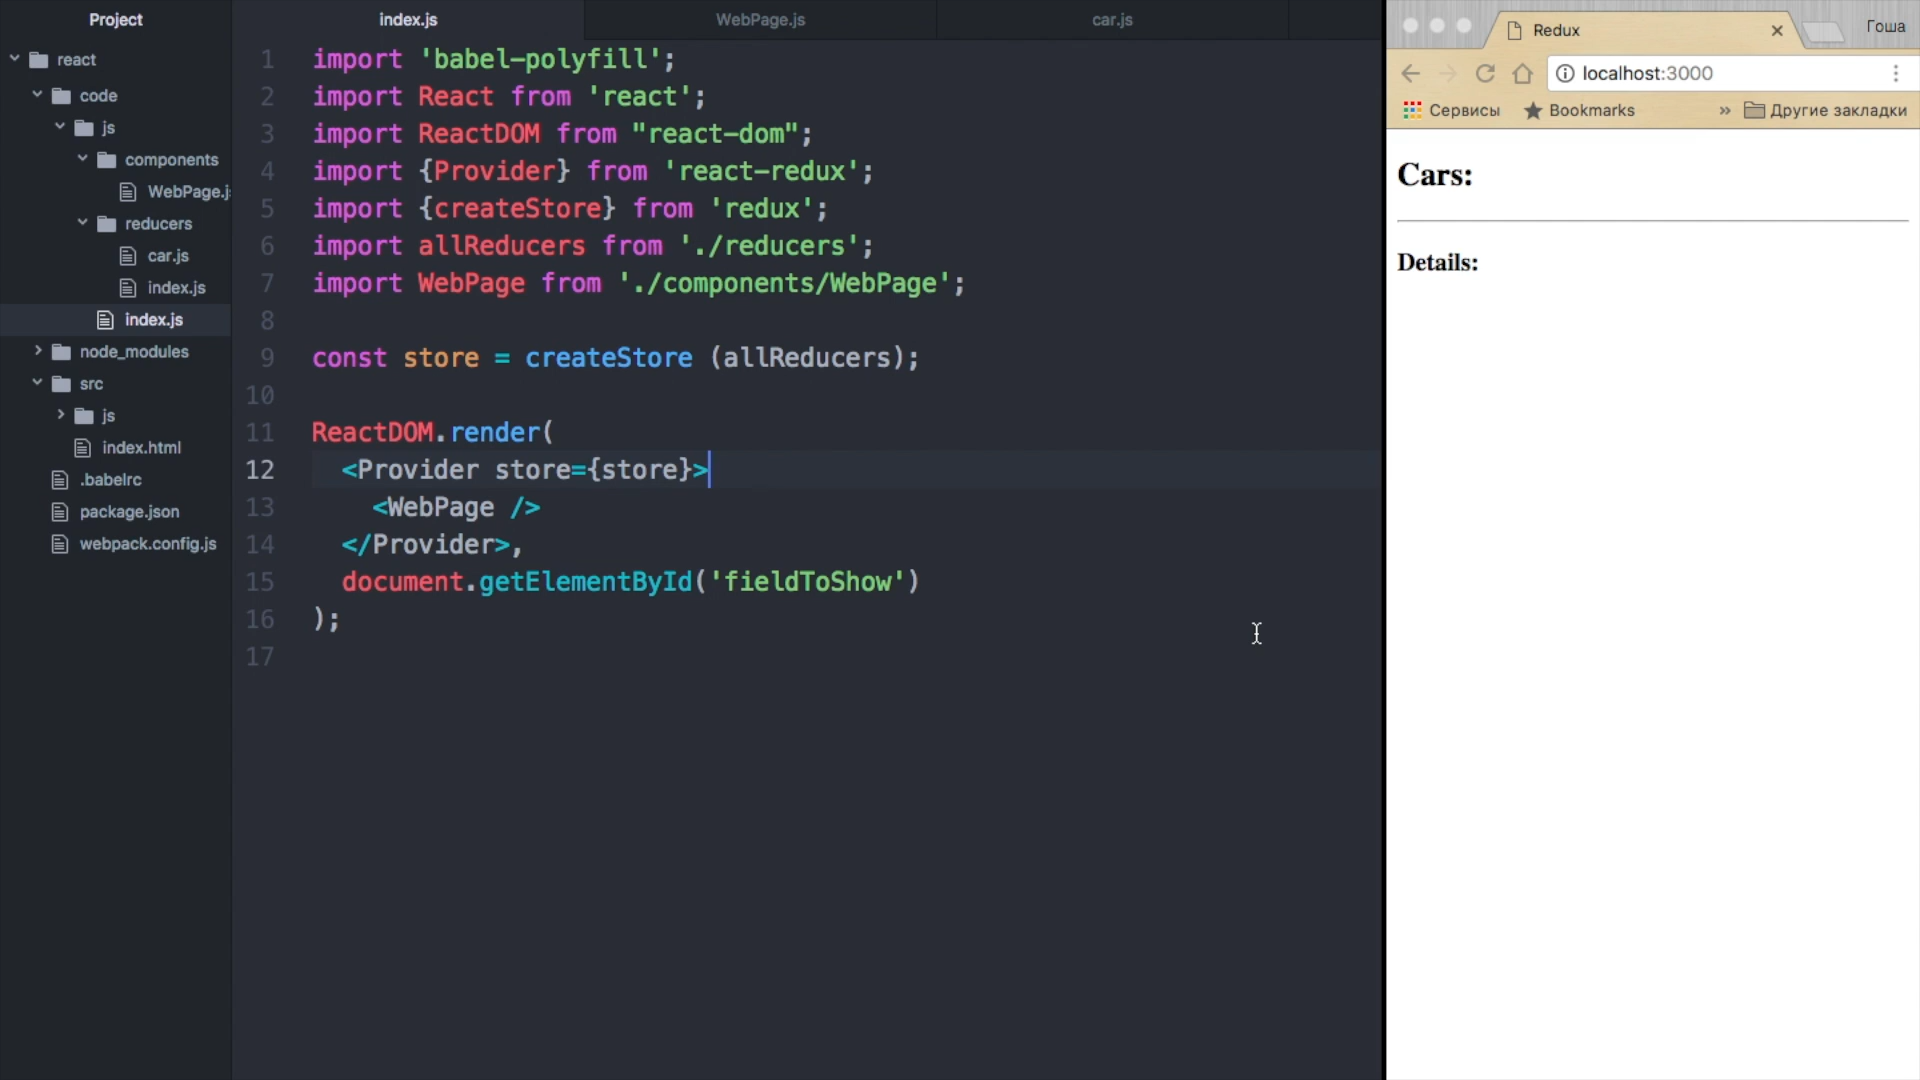 Project
react
code
js
components
WebPage.j
reducers
car.js
index.js
index.js
node_modules
src
js
index.html
.babelrc
package.json
webpack.config.js
index.js
WebPage.js
car.js
1 import 'babel-polyfill';
2 import React from 'react';
3 import ReactDOM from "react-dom";
4 import {Provider} from 'react-redux';
5 import {createStore} from 'redux';
6 import allReducers from './reducers';
7 import WebPage from './components/WebPage';
8
9 const store = createStore (allReducers);
10
11 ReactDOM.render(
12 <Provider store={store}>
13 <WebPage />
14 </Provider>,
15 document.getElementById('fieldToShow')
16 );
17
Redux
Гоша
localhost:3000
Сервисы Bookmarks » Другие закладки
Cars:
Details: